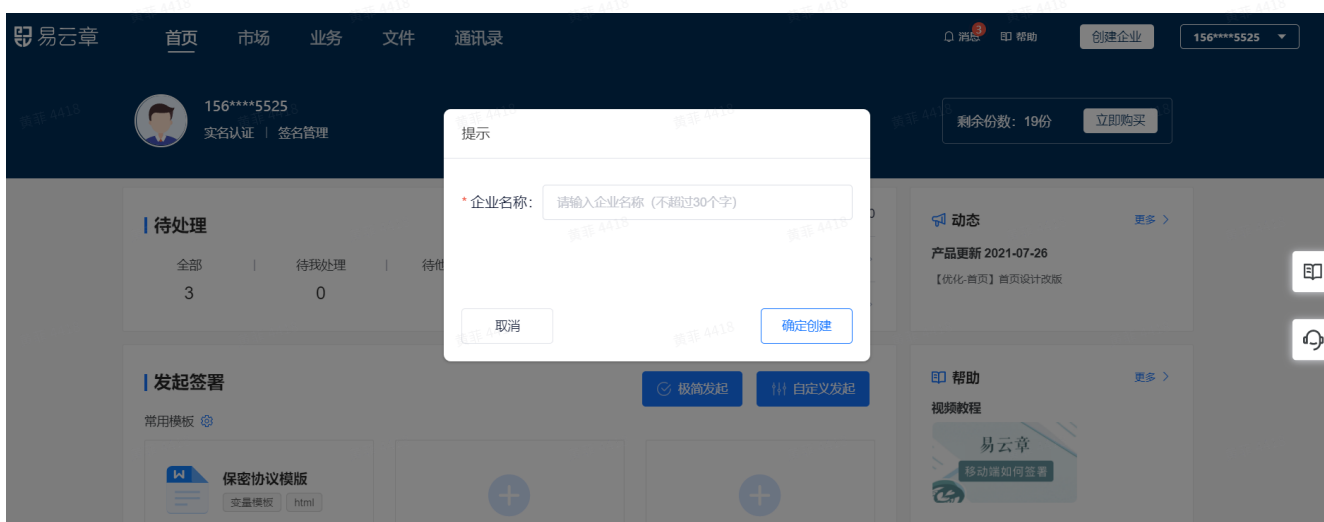 易云章 首页 市场 业务 文件 通讯录 消息 3 帮助 创建企业 156****5525
156****5525
实名认证 签名管理
剩余份数：19份 立即购买
提示
*企业名称： 请输入企业名称（不超过30个字）
取消 确定创建
待处理
全部 待我处理 待他
3 0
动态 更多
产品更新 2021-07-26
【优化-首页】首页设计改版
发起签署 极简发起 自定义发起
常用模板
保密协议模版
变量模板 html
帮助 更多
视频教程
易云章
移动端如何签署
黄菲 4418